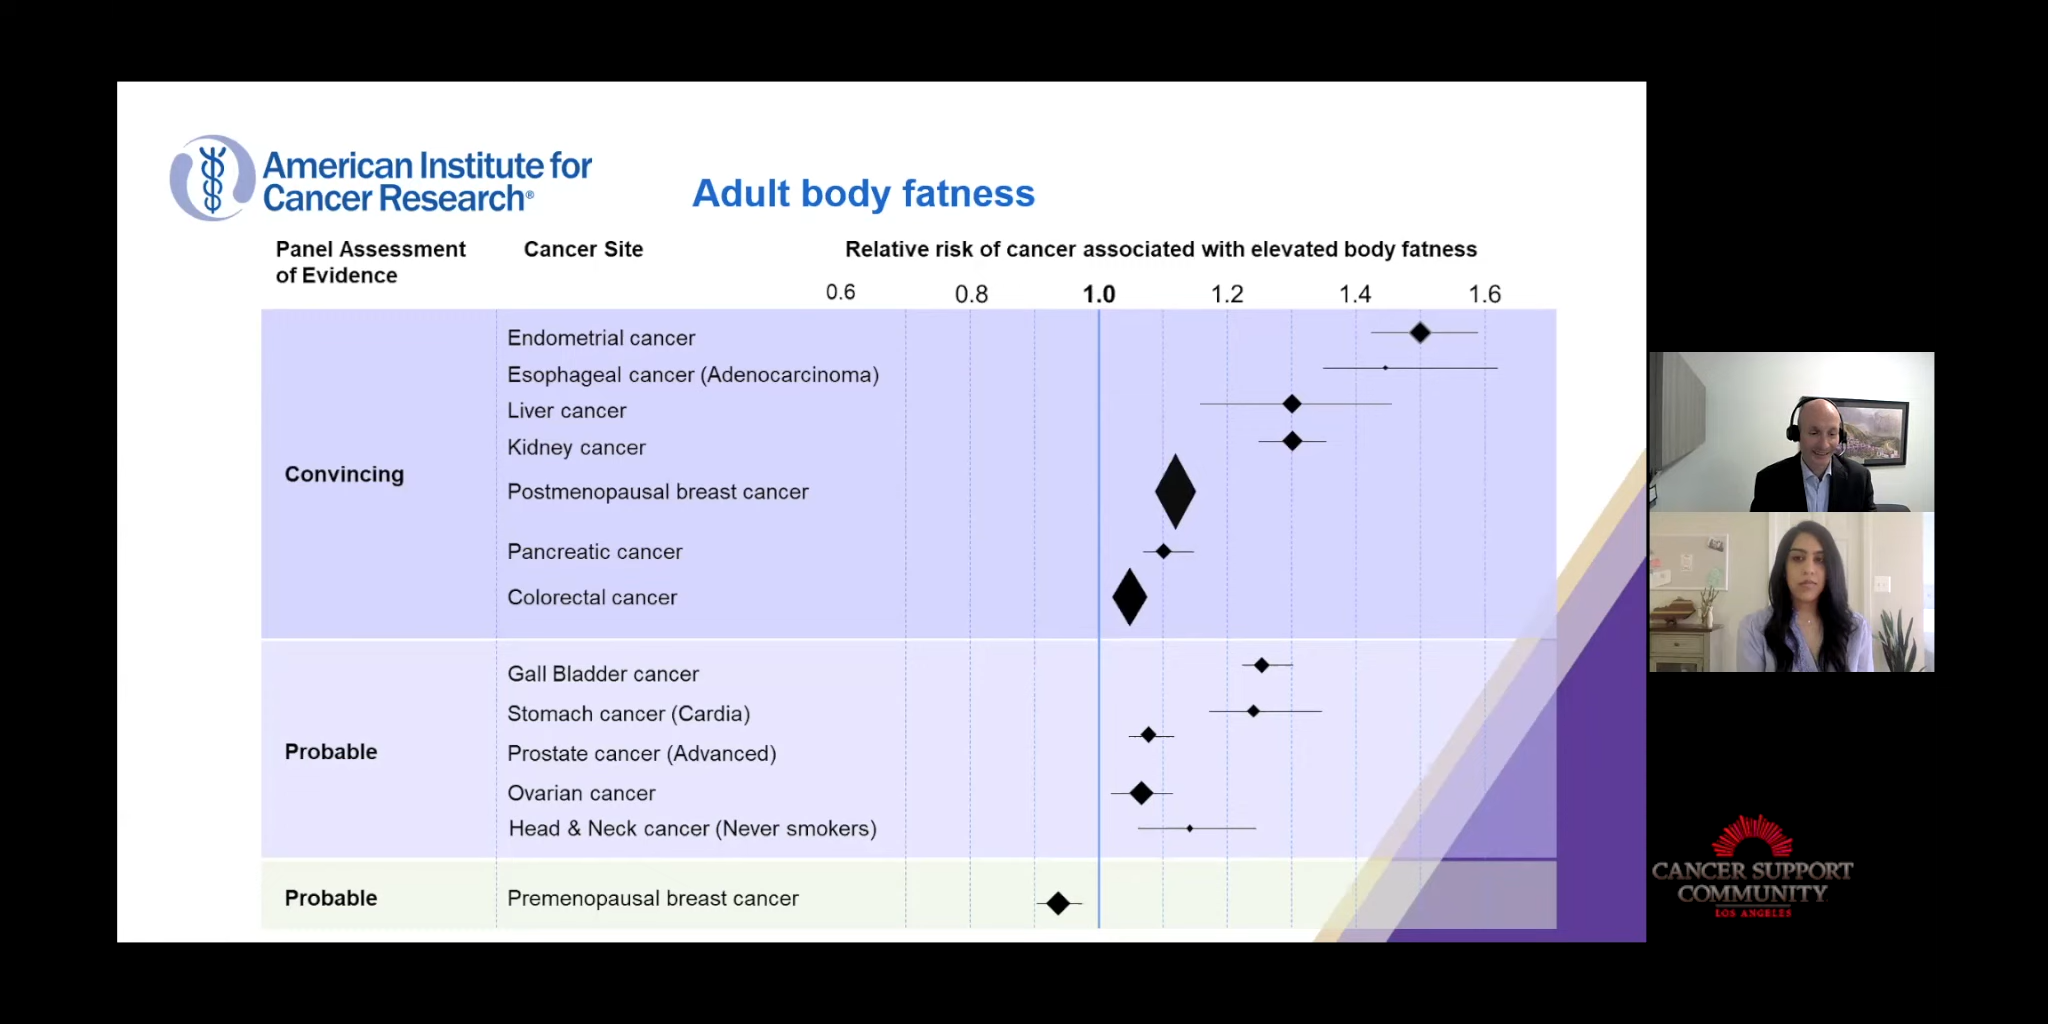 American Institute for
Cancer Research®
Adult body fatness
Panel Assessment
of Evidence
Cancer Site
Relative risk of cancer associated with elevated body fatness
0.6 0.8 1.0 1.2 1.4 1.6
Convincing
Endometrial cancer
Esophageal cancer (Adenocarcinoma)
Liver cancer
Kidney cancer
Postmenopausal breast cancer
Pancreatic cancer
Colorectal cancer
Probable
Gall Bladder cancer
Stomach cancer (Cardia)
Prostate cancer (Advanced)
Ovarian cancer
Head & Neck cancer (Never smokers)
Probable
Premenopausal breast cancer
CANCER SUPPORT
COMMUNITY
LOS ANGELES